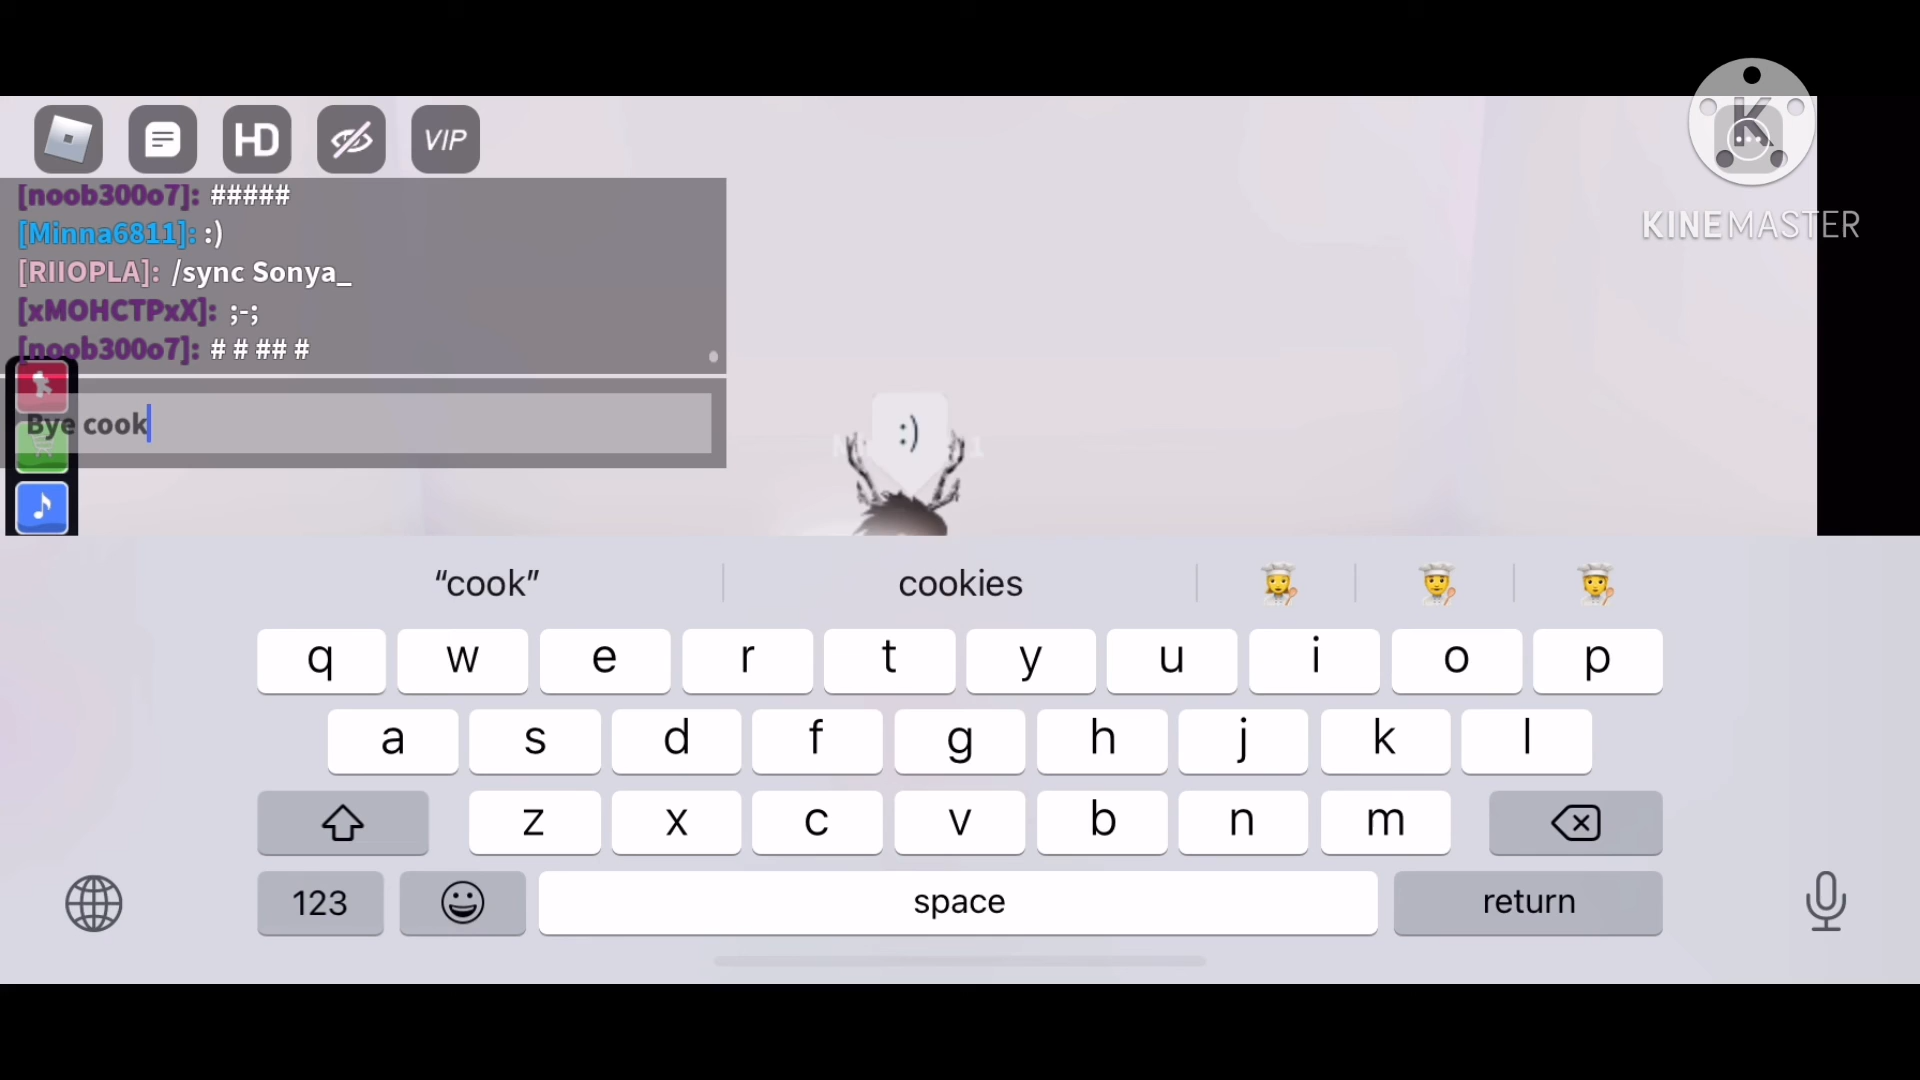 HD
VIP
K
KINEMASTER
[noob300o7]: #####
[Minna6811]: :)
[RIIOPLA]: /sync Sonya_
[xMOHCTPxX]: ;-;
[noob300o7]: # # ## #
Bye cook
:)
“cook” cookies
q w e r t y u i o p
a s d f g h j k l
z x c v b n m
123 space return